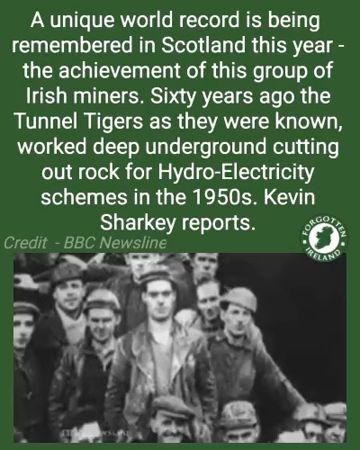 A unique world record is being
remembered in Scotland this year -
the achievement of this group of
Irish miners. Sixty years ago the
Tunnel Tigers as they were known,
worked deep underground cutting
out rock for Hydro-Electricity
schemes in the 1950s. Kevin
Sharkey reports.
Credit - BBC Newsline
FORGOTTEN
IRELAND